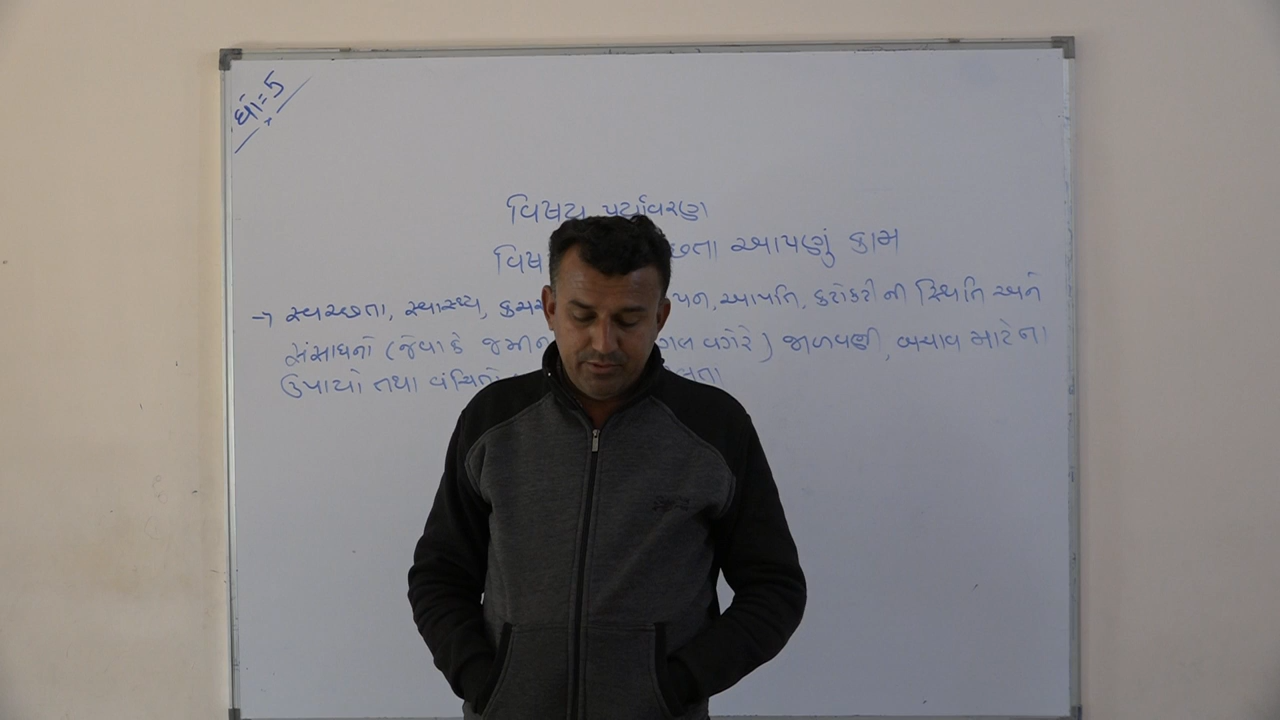 ધો=5
વિષય પર્યાવરણ
આપણું કામ
→ સ્વચ્છતા, સ્વાસ્થ્ય, આપત્તિ, કટોકટીની સ્થિતિ અને
સંસાધનો (જેવા કે જમીન વગેરે) જાળવણી, બચાવ માટેના
ઉપાયો તથા